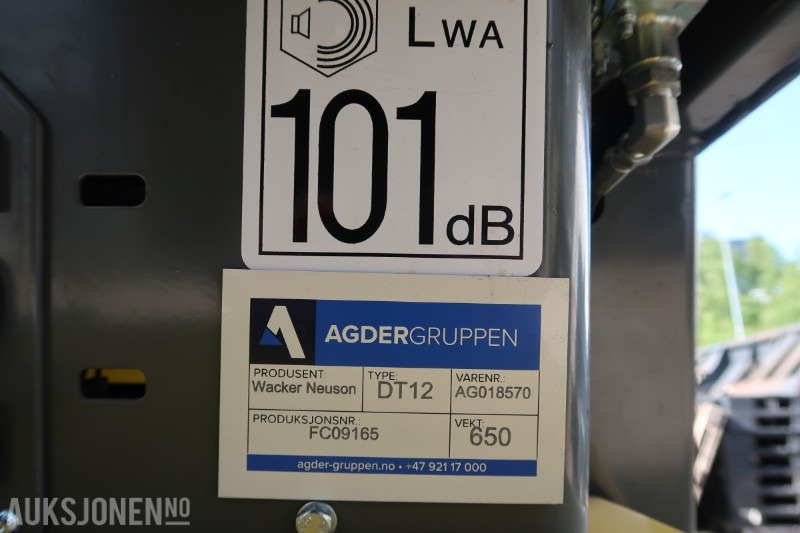 LWA
101 dB
AGDERGRUPPEN
PRODUSENT: TYPE: VARENR.:
Wacker Neuson DT12 AG018570
PRODUKSJONSNR.: VEKT:
FC09165 650
agder-gruppen.no • +47 921 17 000
AUKSJONEN.NO